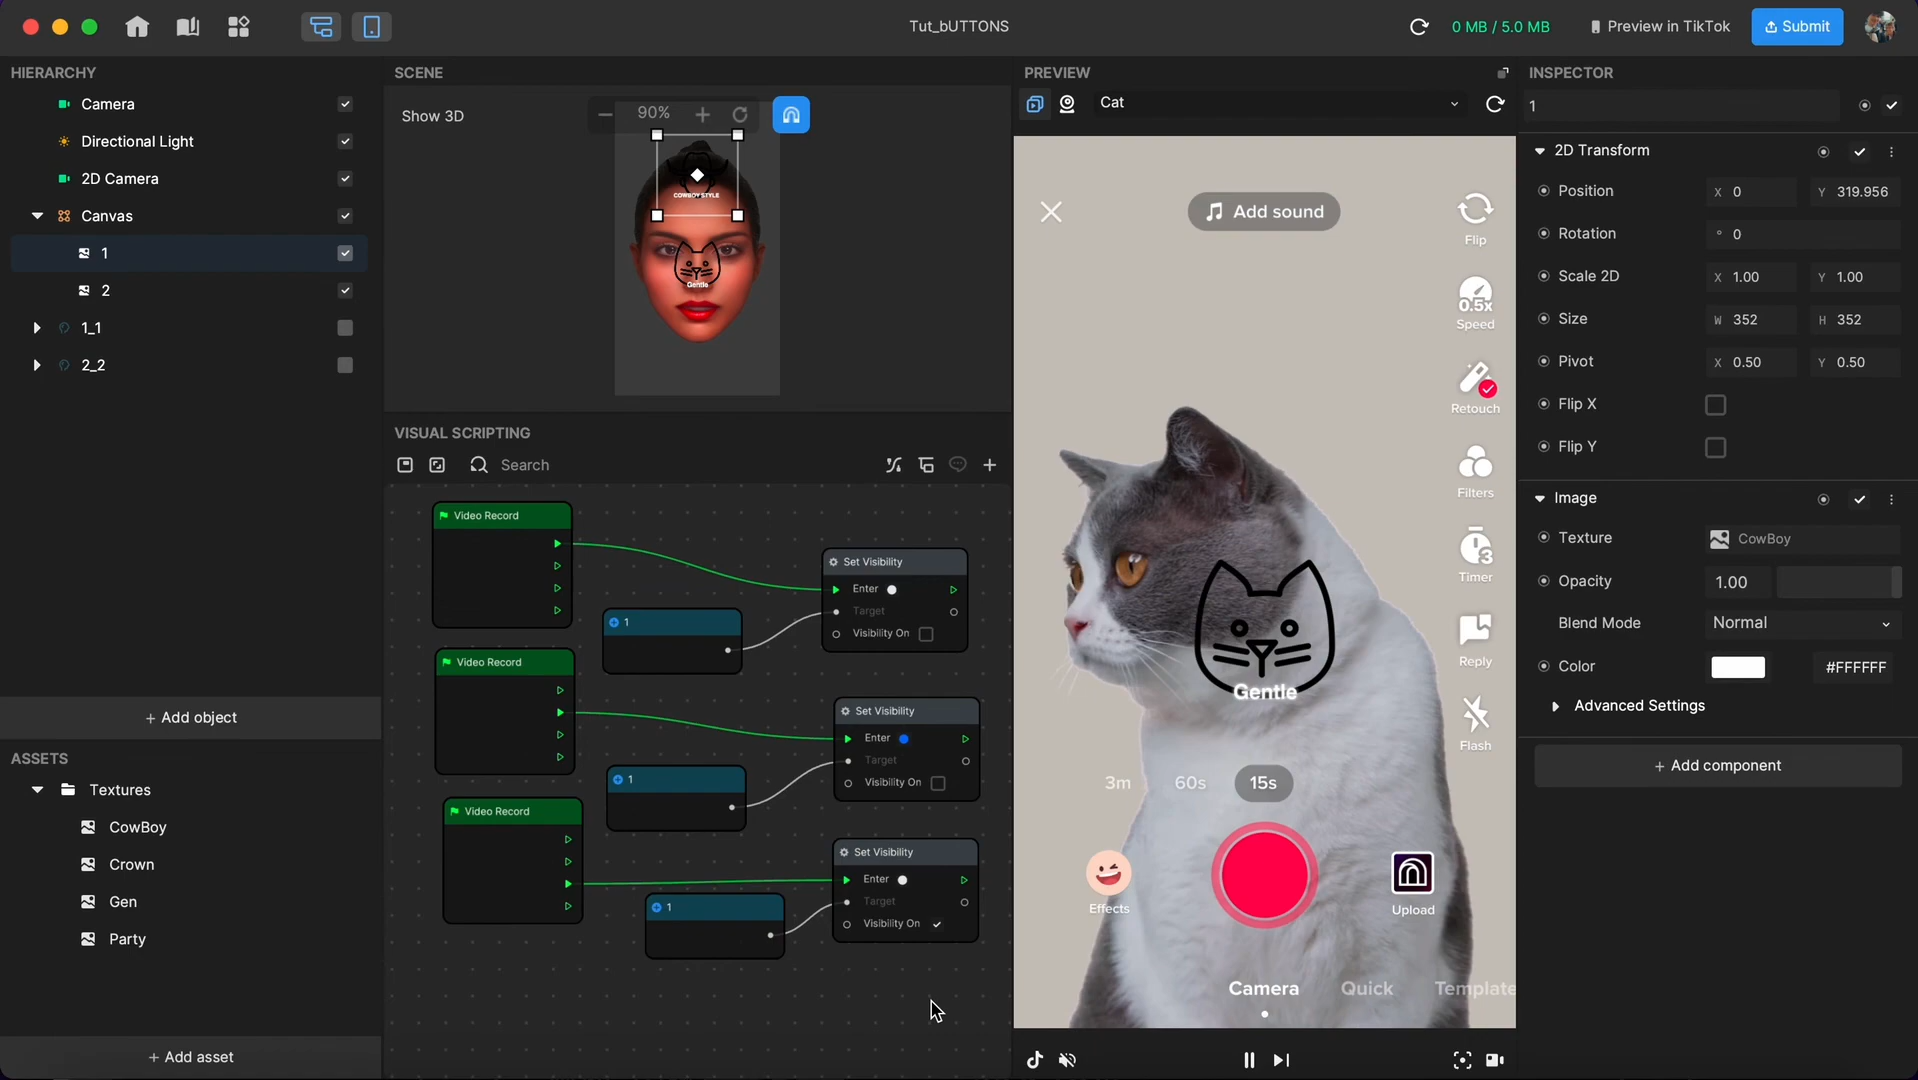 Tut_bUTTONS
0 MB / 5.0 MB
Preview in TikTok
Submit
HIERARCHY
Camera
Directional Light
2D Camera
Canvas
1
2
1_1
2_2
+ Add object
ASSETS
Textures
CowBoy
Crown
Gen
Party
+ Add asset
SCENE
Show 3D
90%
COWBOY STYLE
Gentle
VISUAL SCRIPTING
Search
Video Record
Set Visibility
Enter
Target
Visibility On
1
Video Record
Set Visibility
Enter
Target
Visibility On
1
Video Record
Set Visibility
Enter
Target
Visibility On
1
PREVIEW
Cat
Add sound
Flip
0.5x
Speed
Retouch
Filters
3
Timer
Reply
Flash
Gentle
3m 60s 15s
Effects
Upload
Camera Quick Template
INSPECTOR
1
2D Transform
Position X 0 Y 319.956
Rotation ° 0
Scale 2D X 1.00 Y 1.00
Size W 352 H 352
Pivot X 0.50 Y 0.50
Flip X
Flip Y
Image
Texture CowBoy
Opacity 1.00
Blend Mode Normal
Color #FFFFFF
Advanced Settings
+ Add component